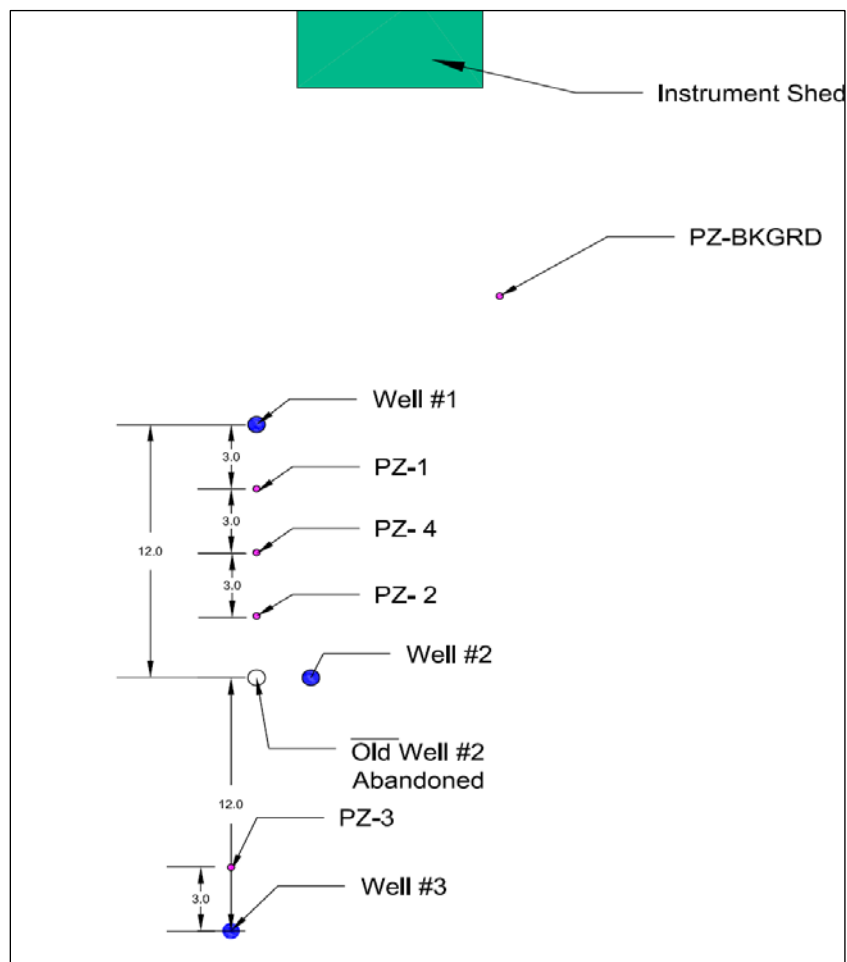 Instrument Shed
PZ-BKGRD
Well #1
3.0
PZ-1
3.0
PZ- 4
12.0
3.0
PZ- 2
Well #2
Old Well #2
Abandoned
12.0
PZ-3
Well #3
3.0